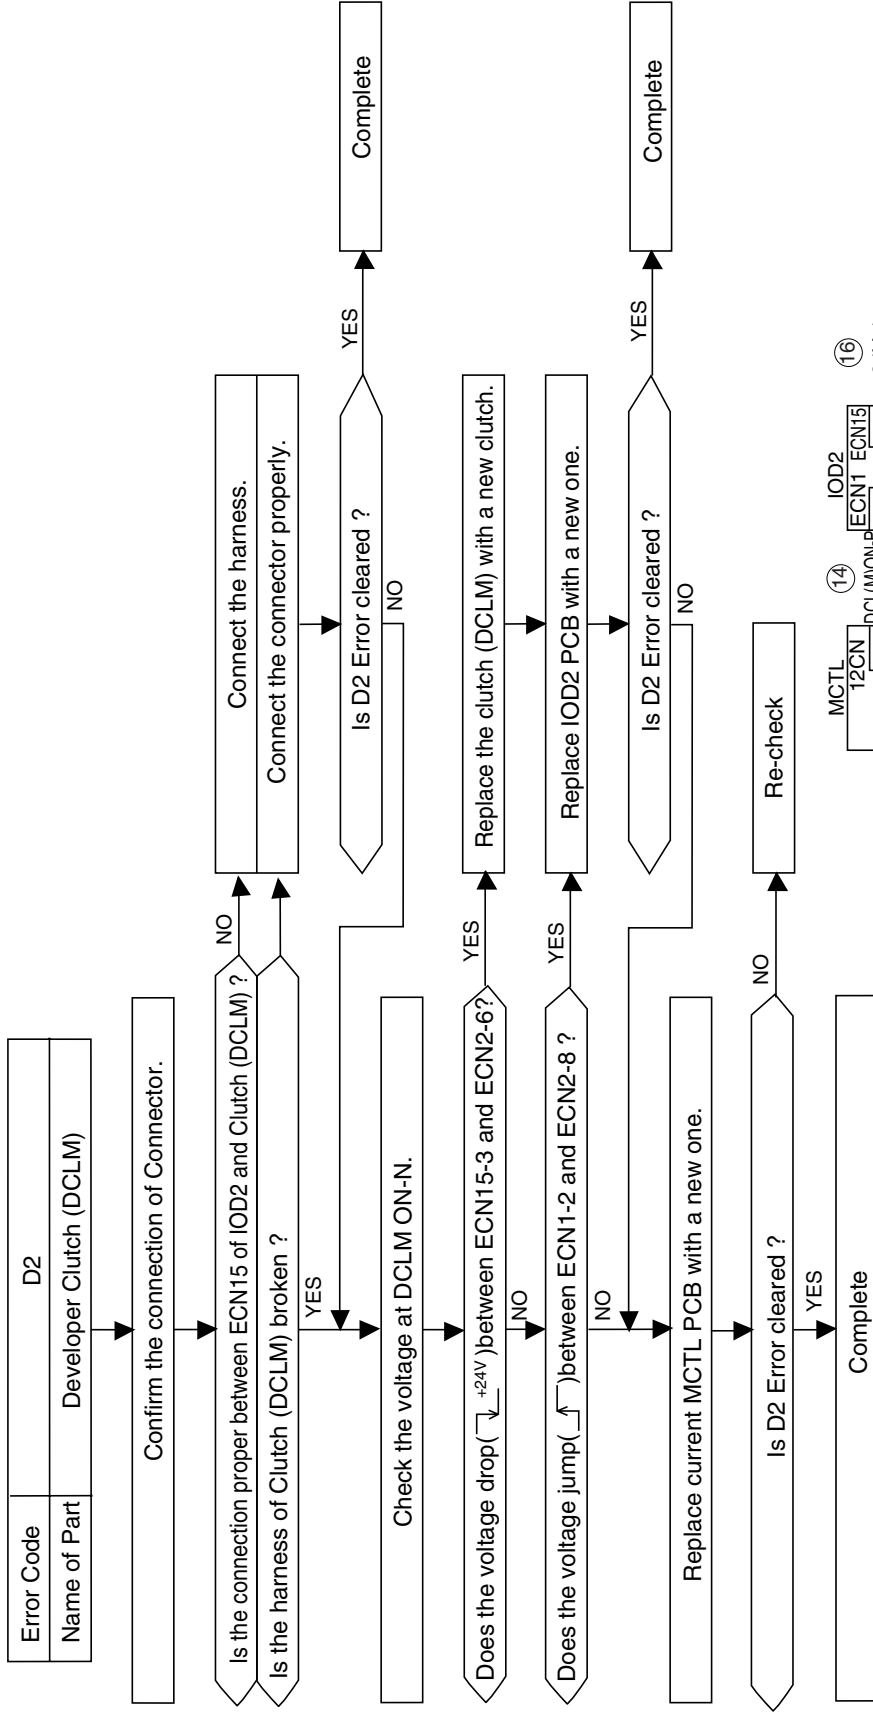 Error Code
D2
Name of Part
Developer Clutch (DCLM)
Confirm the connection of Connector.
Is the connection proper between ECN15 of IOD2 and Clutch (DCLM) ?
NO
Connect the harness.
Is the harness of Clutch (DCLM) broken ?
Connect the connector properly.
YES
Is D2 Error cleared ?
YES
Complete
NO
Check the voltage at DCLM ON-N.
Does the voltage drop( +24V )between ECN15-3 and ECN2-6?
YES
Replace the clutch (DCLM) with a new clutch.
NO
Does the voltage jump( )between ECN1-2 and ECN2-8 ?
YES
Replace IOD2 PCB with a new one.
NO
Is D2 Error cleared ?
YES
Complete
NO
Replace current MCTL PCB with a new one.
Is D2 Error cleared ?
NO
Re-check
YES
Complete
MCTL
12CN
14
IOD2
ECN1 ECN15
16